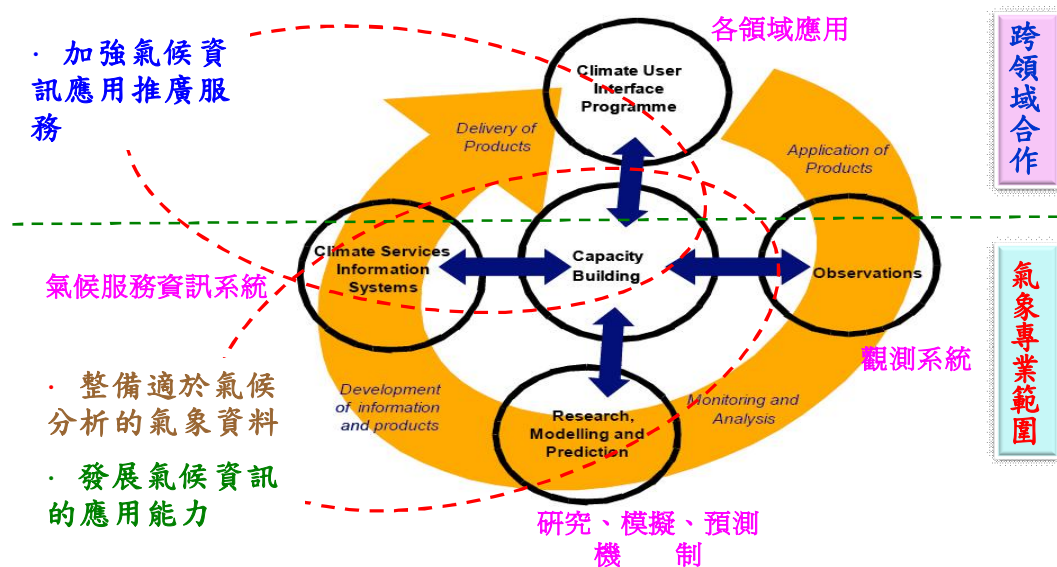 · 加強氣候資
訊應用推廣服
務
各領域應用
Climate User
Interface
Programme
跨領域合作
Delivery of
Products
Application of
Products
Climate Services
Information
Systems
Capacity
Building
Observations
氣候服務資訊系統
觀測系統
氣象專業範圍
· 整備適於氣候
分析的氣象資料
· 發展氣候資訊
的應用能力
Development
of information
and products
Monitoring and
Analysis
Research,
Modelling and
Prediction
研究、模擬、預測
機 制